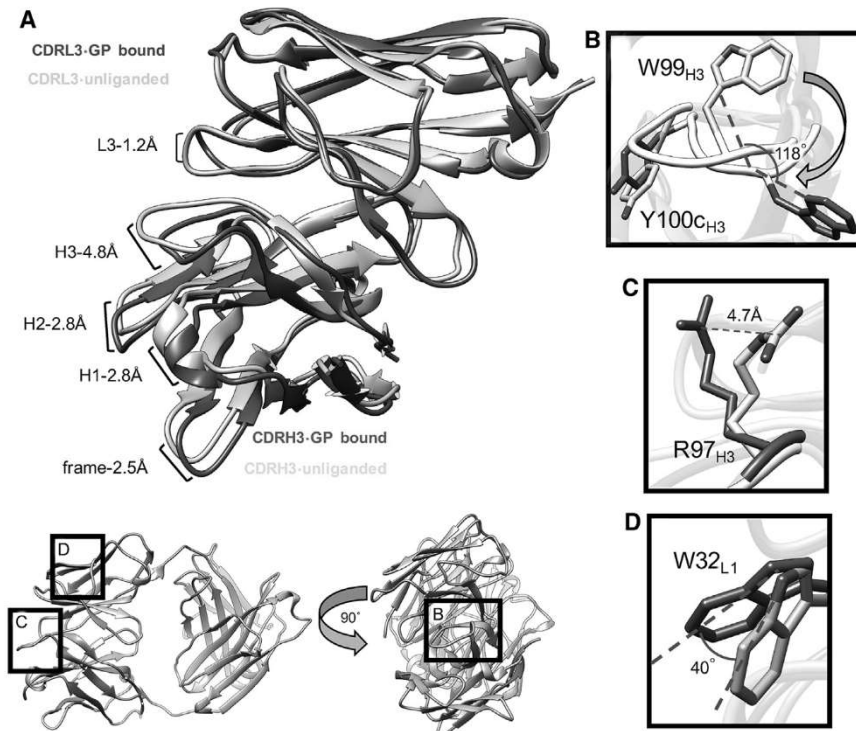 A
CDRL3·GP bound
CDRL3·unliganded
L3-1.2Å
H3-4.8Å
H2-2.8Å
H1-2.8Å
frame-2.5Å
CDRH3·GP bound
CDRH3·unliganded
B
W99H3
118°
Y100cH3
C
4.7Å
R97H3
D
W32L1
40°
D
C
90°
B